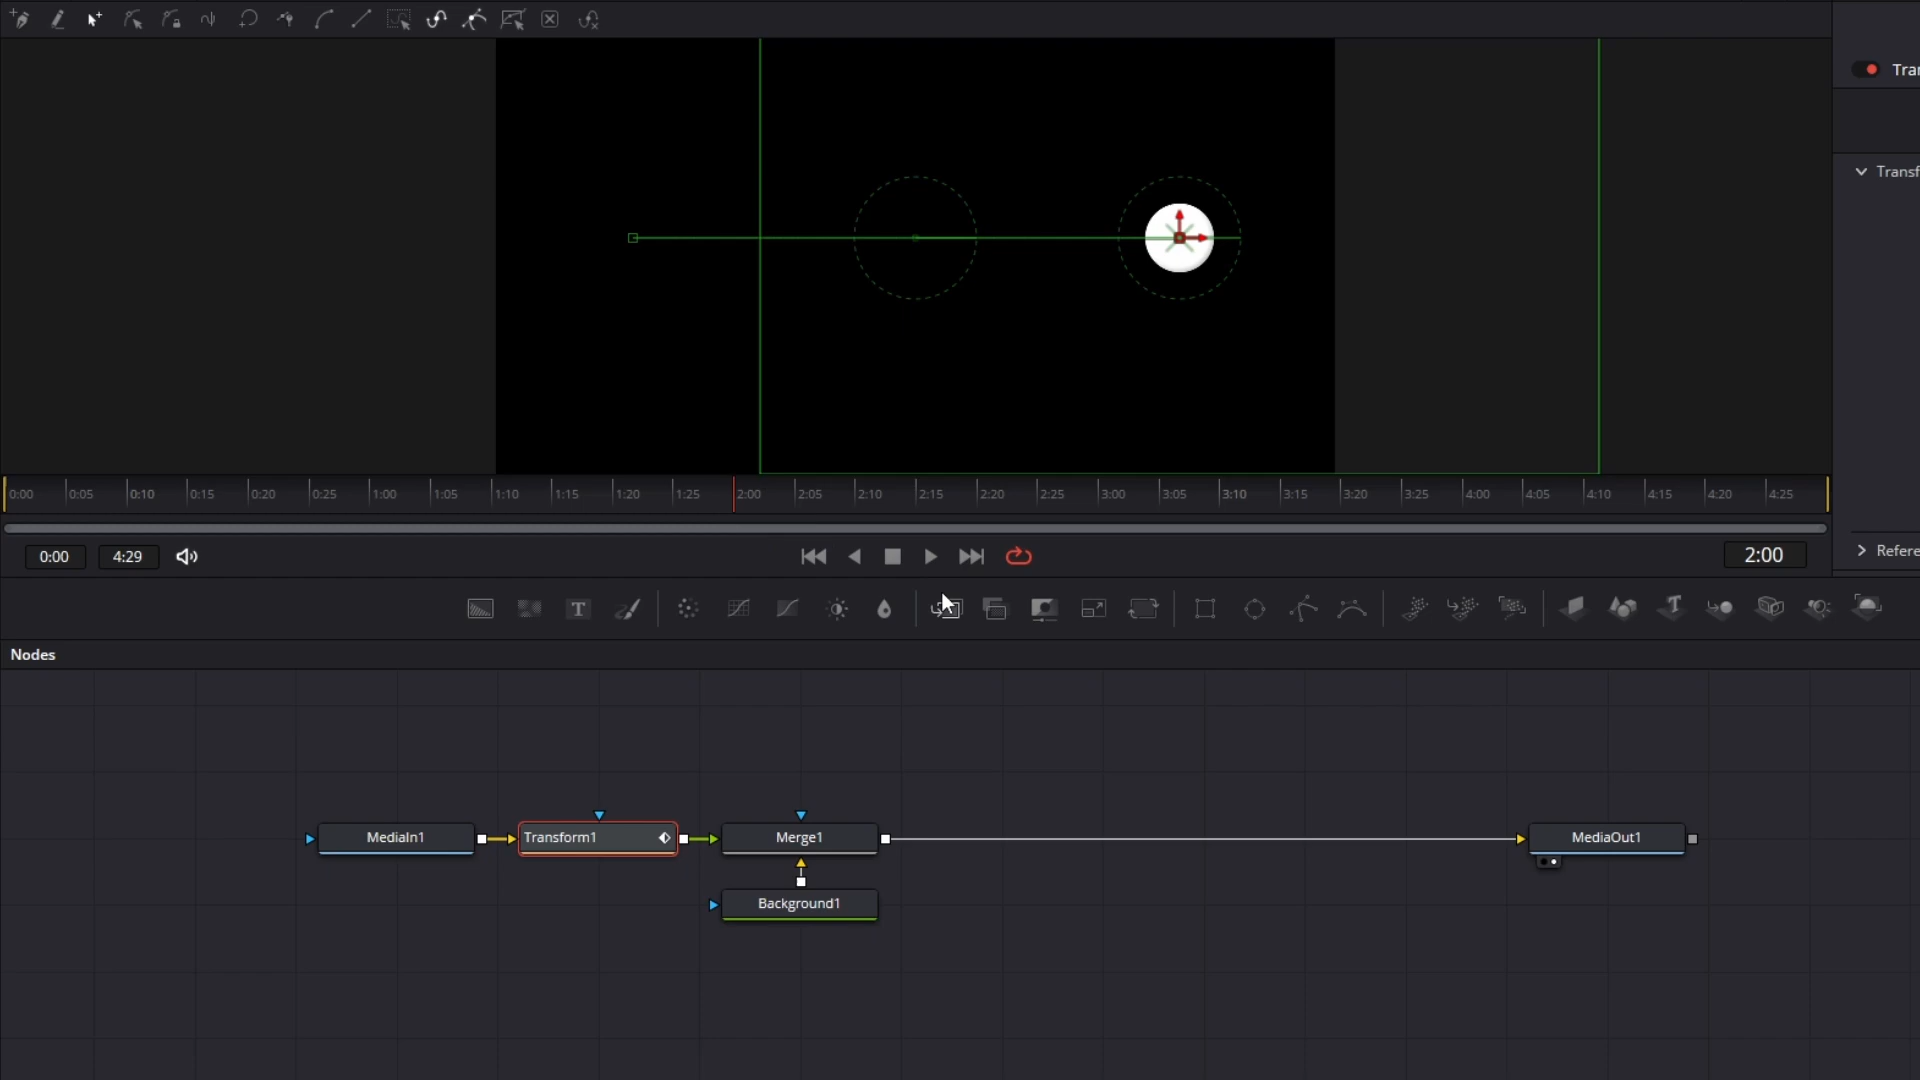 Tran
Transf
0:00 0:05 0:10 0:15 0:20 0:25 1:00 1:05 1:10 1:15 1:20 1:25 2:00 2:05 2:10 2:15 2:20 2:25 3:00 3:05 3:10 3:15 3:20 3:25 4:00 4:05 4:10 4:15 4:20 4:25
0:00 4:29 2:00
Refere
T
T
Nodes
MediaIn1 Transform1 Merge1 MediaOut1
Background1